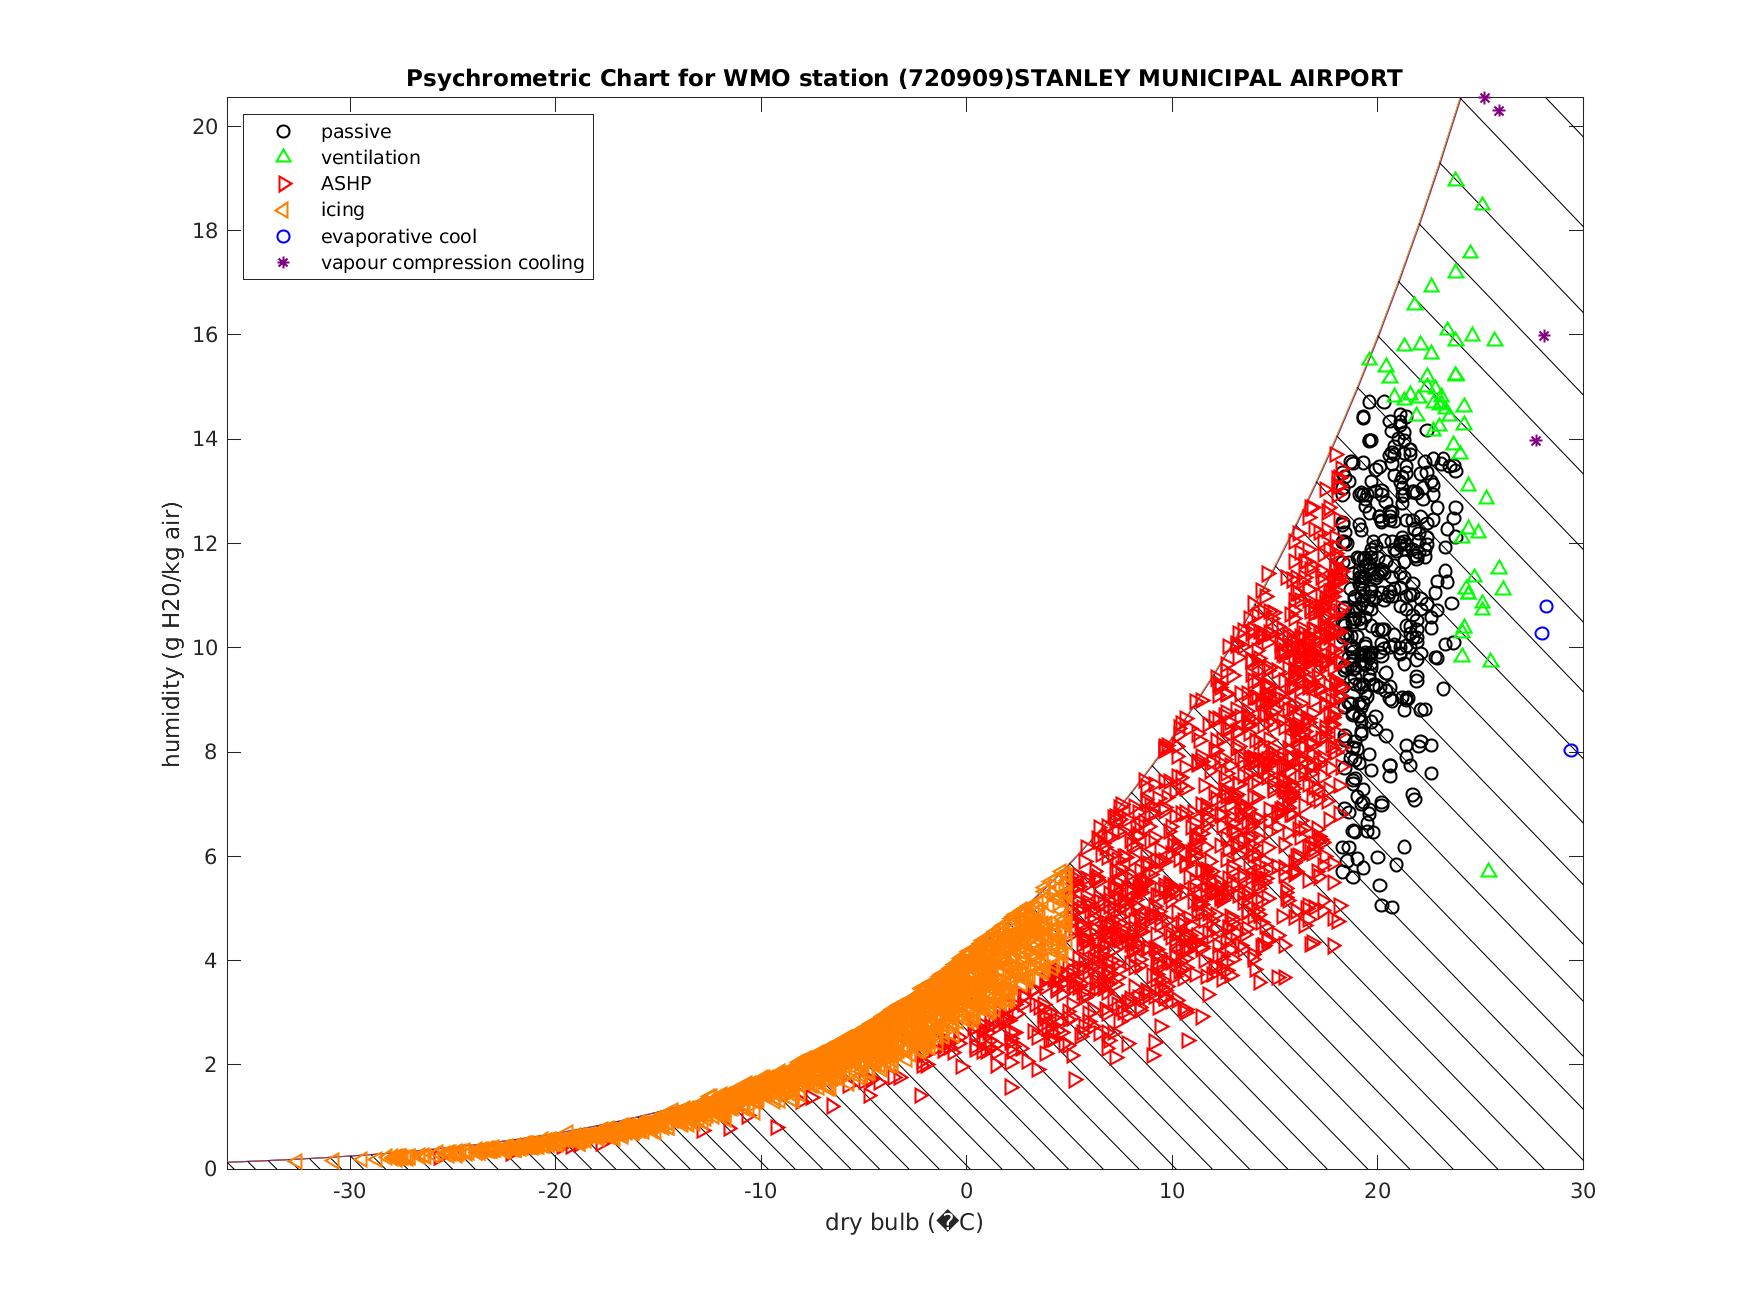 Psychrometric Chart for WMO station (720909)STANLEY MUNICIPAL AIRPORT
passive
ventilation
ASHP
icing
evaporative cool
vapour compression cooling
20
18
16
14
12
10
8
6
4
2
0
humidity (g H20/kg air)
-30
-20
-10
0
10
20
30
dry bulb (�C)